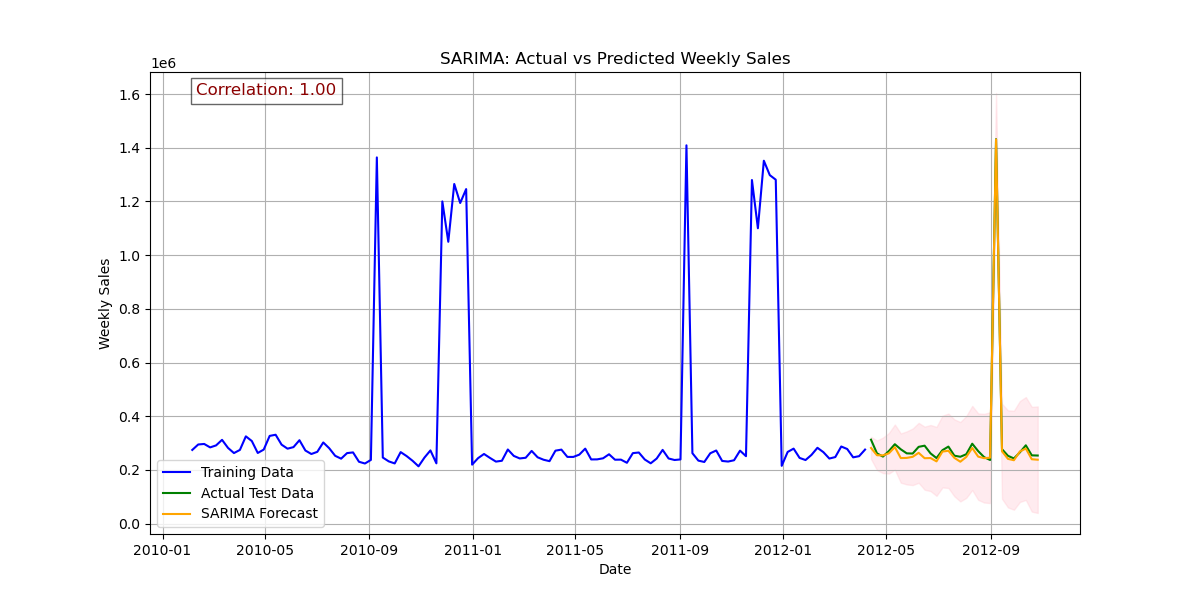 SARIMA: Actual vs Predicted Weekly Sales
1e6
Correlation: 1.00
1.6
1.4
1.2
1.0
0.8
0.6
0.4
0.2
0.0
Weekly Sales
Training Data
Actual Test Data
SARIMA Forecast
2010-01 2010-05 2010-09 2011-01 2011-05 2011-09 2012-01 2012-05 2012-09
Date